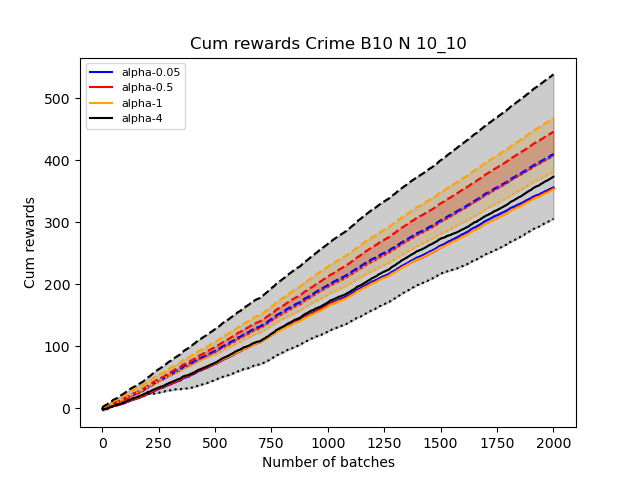 Cum rewards Crime B10 N 10_10
alpha-0.05
alpha-0.5
alpha-1
alpha-4
500
400
300
200
100
0
Cum rewards
0 250 500 750 1000 1250 1500 1750 2000
Number of batches